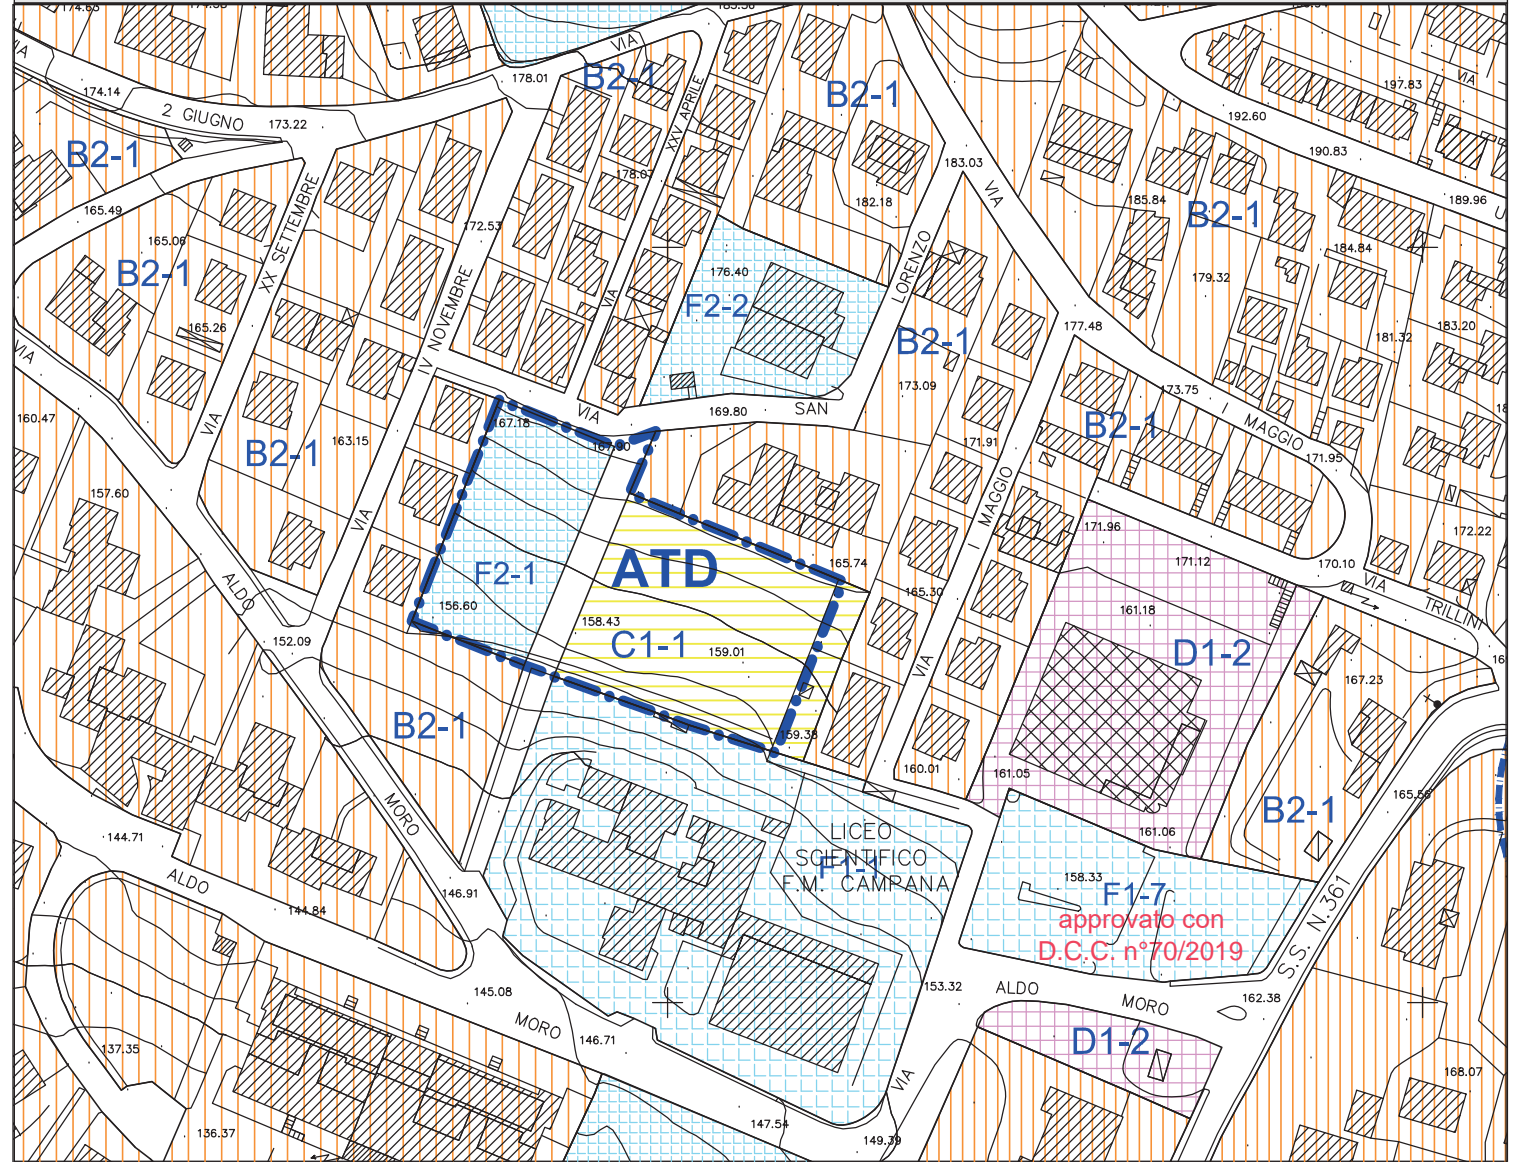 VIA
178.01
B2-1
174.14
2 GIUGNO
173.22
B2-1
XXV APRILE
B2-1
197.83
VIA
192.60
190.83
183.03
VIA
178.07
182.18
185.84
B2-1
189.96
U
165.49
165.06
B2-1
XX SETTEMBRE
172.53
184.84
176.40
F2-2
LORENZO
179.32
165.26
IV NOVEMBRE
VIA
B2-1
177.48
183.20
181.32
VIA
173.09
173.75
160.47
VIA
163.15
B2-1
167.18
VIA
169.80
SAN
B2-1
I MAGGIO
167.90
171.91
171.95
157.60
VIA
I MAGGIO
171.96
172.22
ATD
165.74
171.12
170.10
VIA
TRILLINI
F2-1
156.60
165.30
161.18
ALDO
158.43
C1-1
159.01
152.09
D1-2
VIA
167.23
B2-1
159.38
160.01
161.05
165.56
B2-1
MORO
144.71
161.06
LICEO
SCIENTIFICO
F1-1
F.M. CAMPANA
ALDO
146.91
158.33
F1-7
approvato con
D.C.C. n°70/2019
S.S. N.361
144.84
153.32
ALDO
MORO
145.08
162.38
MORO
146.71
D1-2
137.35
VIA
168.07
136.37
147.54
149.39